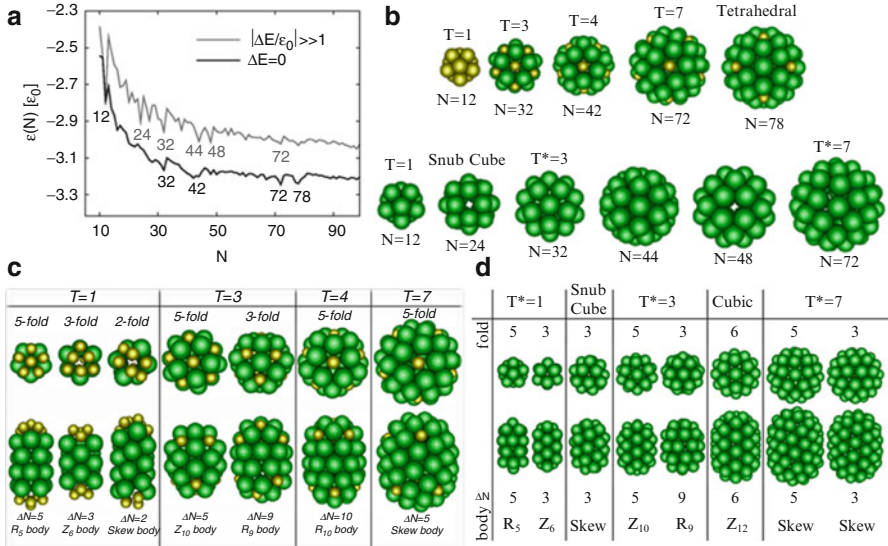 a
ε(N) [ε₀]
-2.3
-2.5
-2.7
-2.9
-3.1
-3.3
|ΔE/ε₀|>>1
ΔE=0
12
24
32
44
48
72
32
42
72 78
10 30 50 70 90
N
b
T=1
T=3
T=4
T=7
Tetrahedral
N=12
N=32
N=42
N=72
N=78
T=1
Snub Cube
T*=3
T*=7
N=12
N=24
N=32
N=44
N=48
N=72
c
T=1 T=3 T=4 T=7
5-fold 3-fold 2-fold 5-fold 3-fold 5-fold 5-fold
ΔN=5 ΔN=3 ΔN=2 ΔN=5 ΔN=9 ΔN=10 ΔN=5
R₅ body Z₆ body Skew body Z₁₀ body R₉ body R₁₀ body Skew body
d
T*=1 Snub Cube T*=3 Cubic T*=7
fold 5 3 3 5 3 6 5 3
ΔN 5 3 3 5 9 6 5 3
body R₅ Z₆ Skew Z₁₀ R₉ Z₁₂ Skew Skew